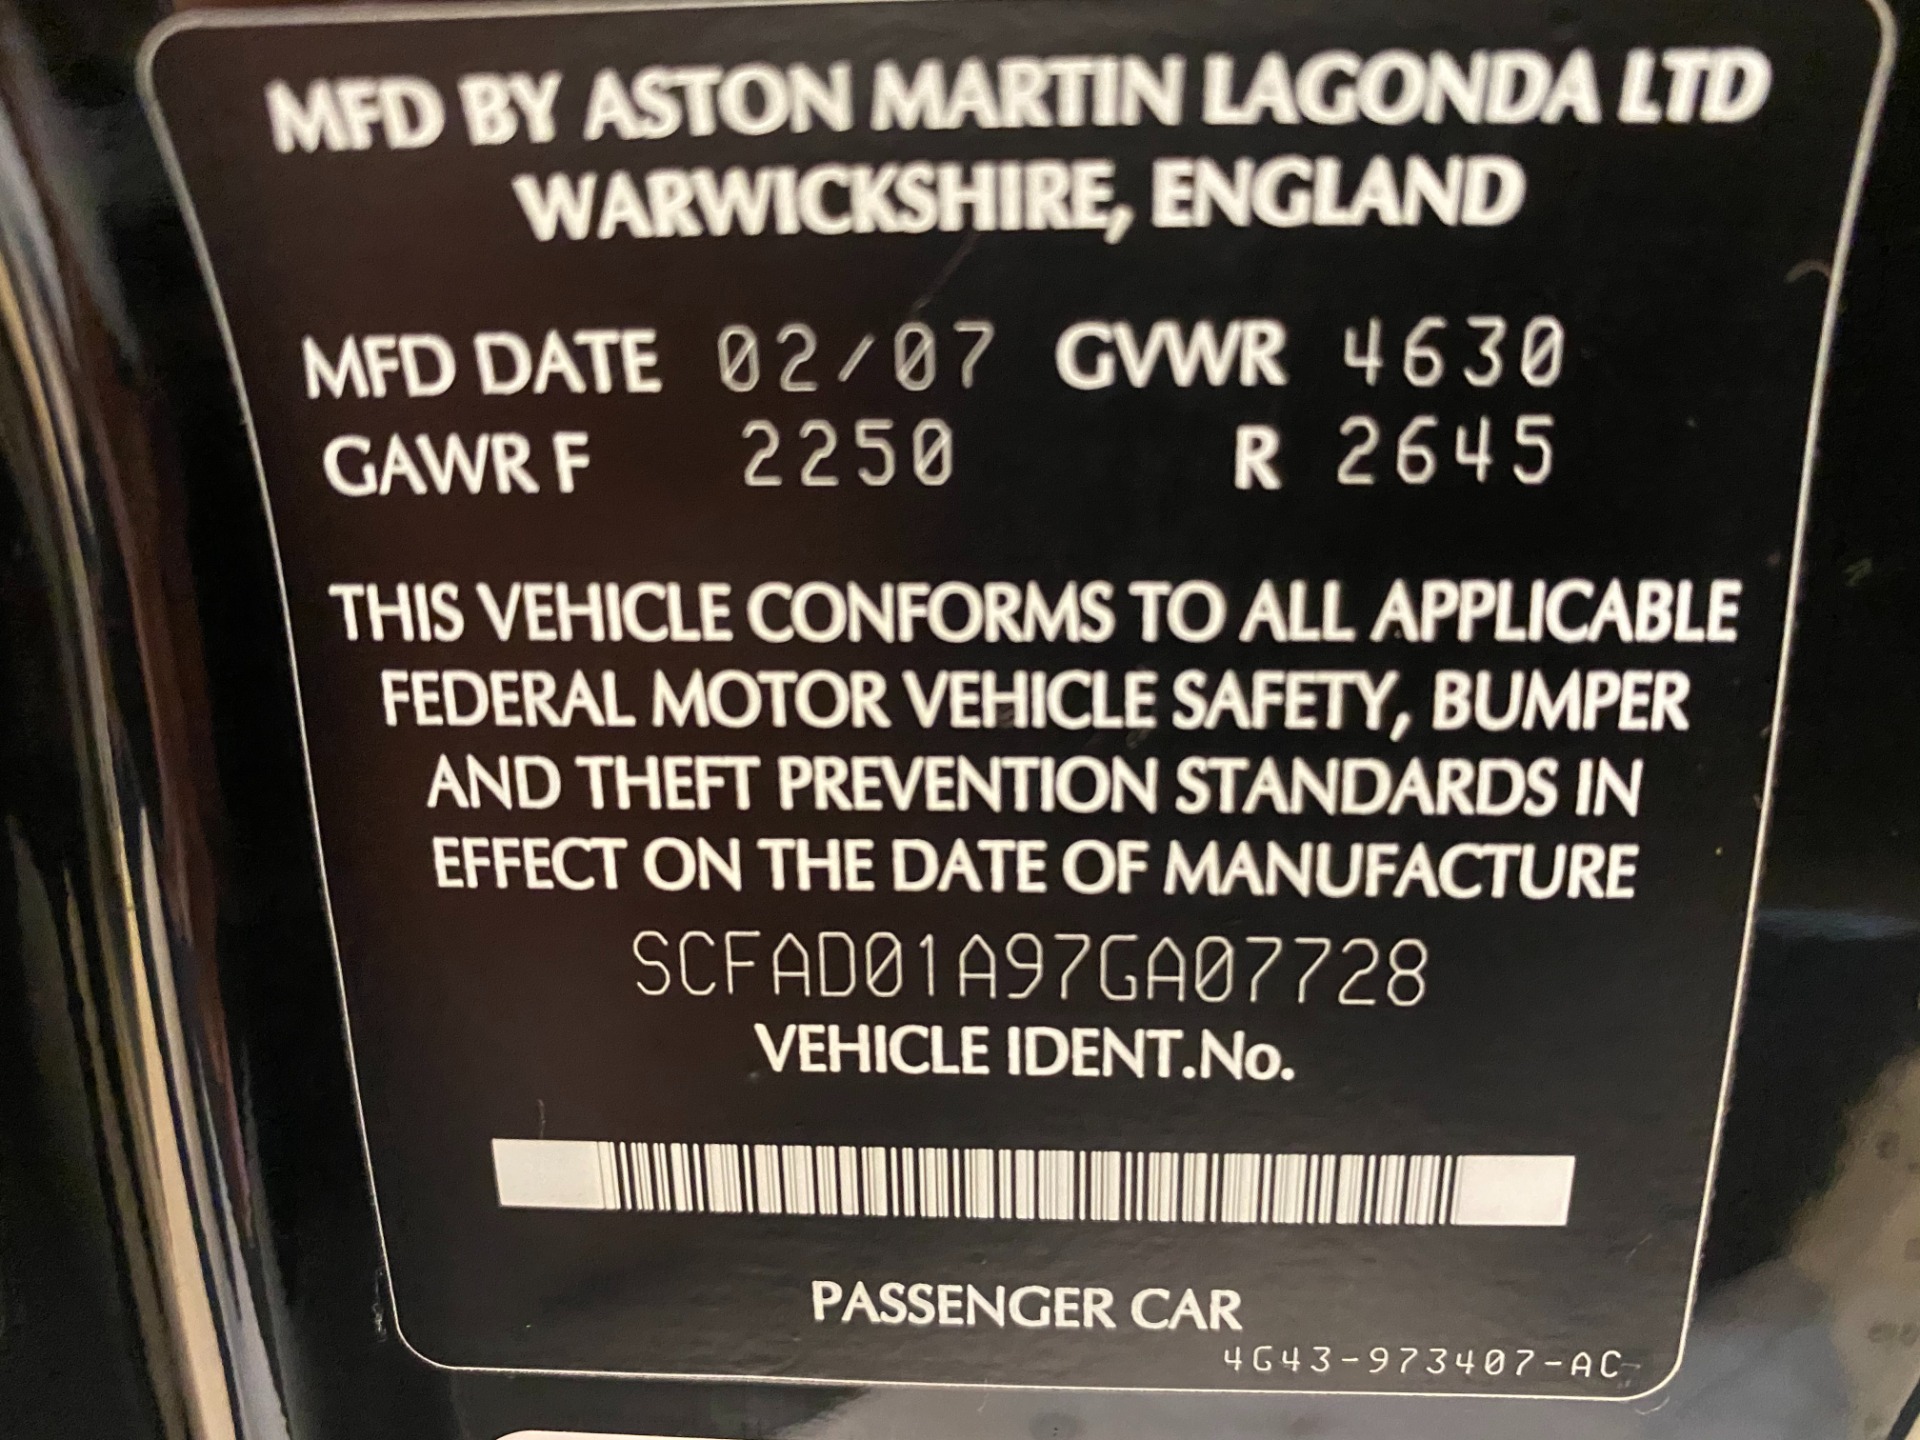 MFD BY ASTON MARTIN LAGONDA LTD
WARWICKSHIRE, ENGLAND
MFD DATE 02/07 GVWR 4630
GAWR F 2250 R 2645
THIS VEHICLE CONFORMS TO ALL APPLICABLE
FEDERAL MOTOR VEHICLE SAFETY, BUMPER
AND THEFT PREVENTION STANDARDS IN
EFFECT ON THE DATE OF MANUFACTURE
SCFAD01A97GA07728
VEHICLE IDENT.No.
PASSENGER CAR
4G43-973407-AC